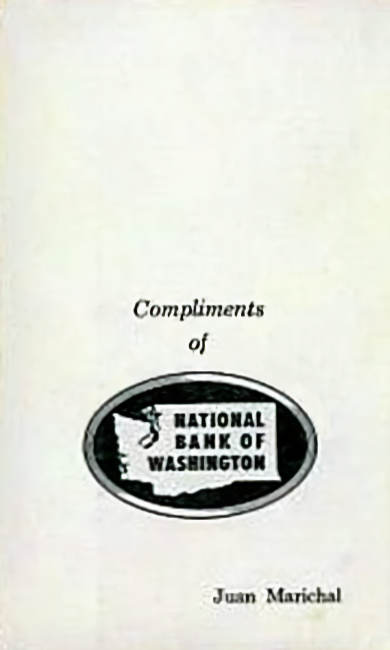 Compliments
of
NATIONAL
BANK OF
WASHINGTON
Juan Marichal